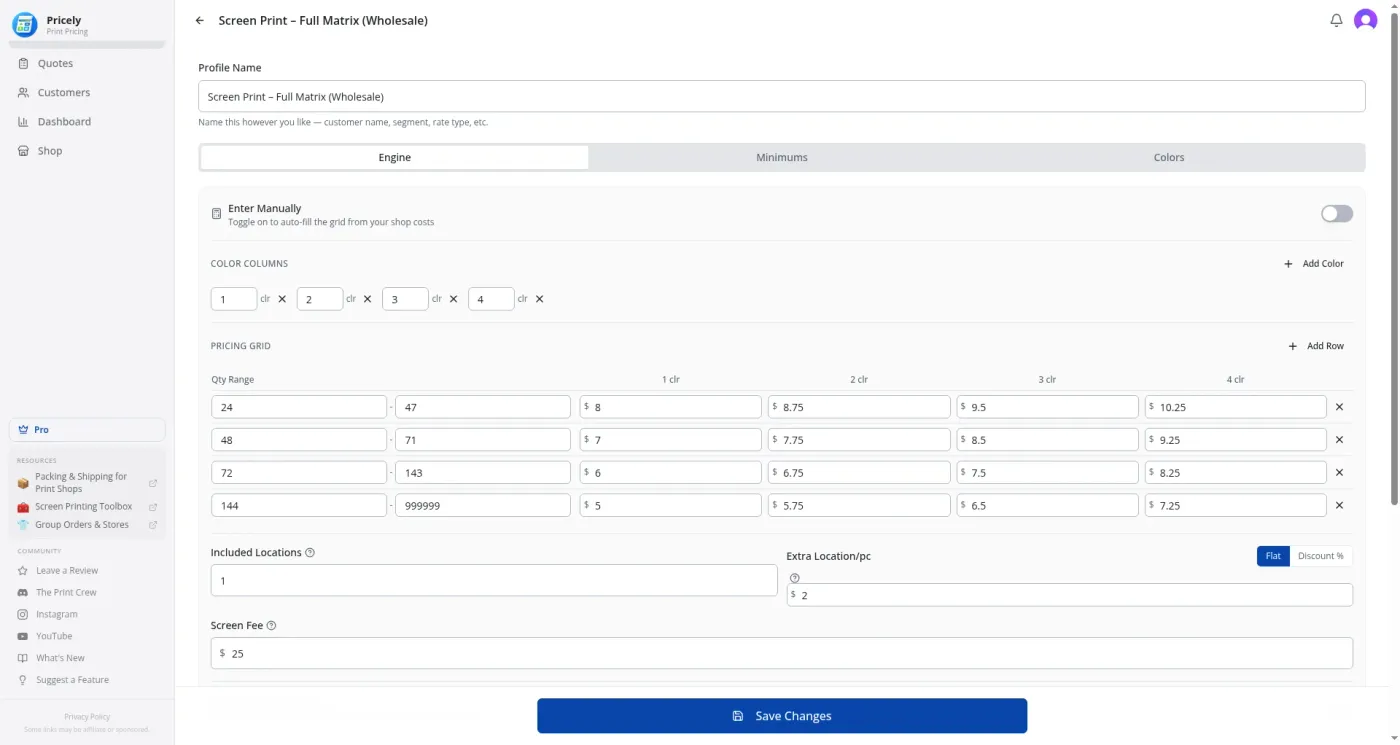 Pricely
Print Pricing
Quotes
Customers
Dashboard
Shop
Pro
RESOURCES
Packing & Shipping for
Print Shops
Screen Printing Toolbox
Group Orders & Stores
COMMUNITY
Leave a Review
The Print Crew
Instagram
YouTube
What's New
Suggest a Feature
Privacy Policy
Some links may be affiliate or sponsored.
Screen Print – Full Matrix (Wholesale)
Profile Name
Screen Print – Full Matrix (Wholesale)
Name this however you like — customer name, segment, rate type, etc.
Engine Minimums Colors
Enter Manually
Toggle on to auto-fill the grid from your shop costs
COLOR COLUMNS + Add Color
1 clr 2 clr 3 clr 4 clr
PRICING GRID + Add Row
Qty Range 1 clr 2 clr 3 clr 4 clr
24 - 47 $ 8 $ 8.75 $ 9.5 $ 10.25
48 - 71 $ 7 $ 7.75 $ 8.5 $ 9.25
72 - 143 $ 6 $ 6.75 $ 7.5 $ 8.25
144 - 999999 $ 5 $ 5.75 $ 6.5 $ 7.25
Included Locations ?
1
Extra Location/pc Flat Discount %
?
$ 2
Screen Fee ?
$ 25
Save Changes